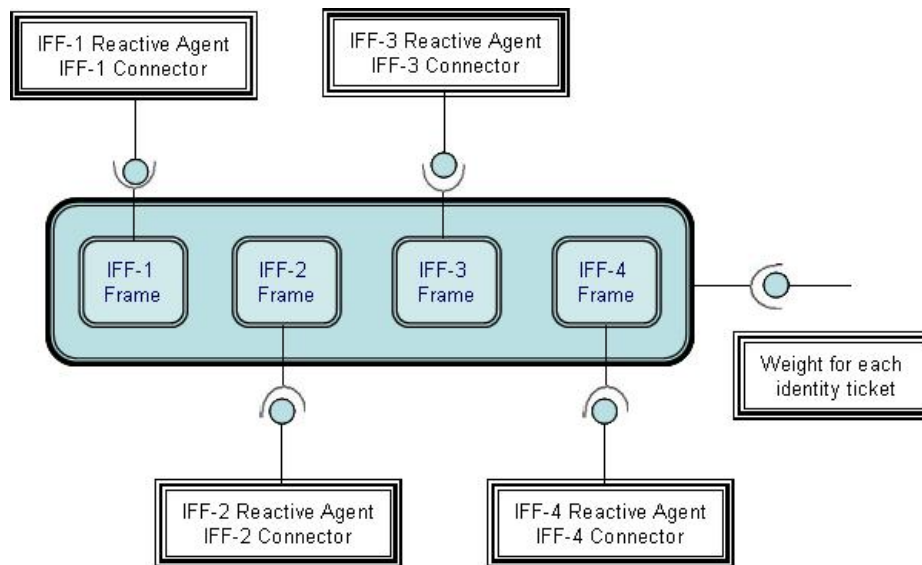 IFF-1 Reactive Agent
IFF-1 Connector
IFF-3 Reactive Agent
IFF-3 Connector
IFF-1
Frame
IFF-2
Frame
IFF-3
Frame
IFF-4
Frame
Weight for each
identity ticket
IFF-2 Reactive Agent
IFF-2 Connector
IFF-4 Reactive Agent
IFF-4 Connector